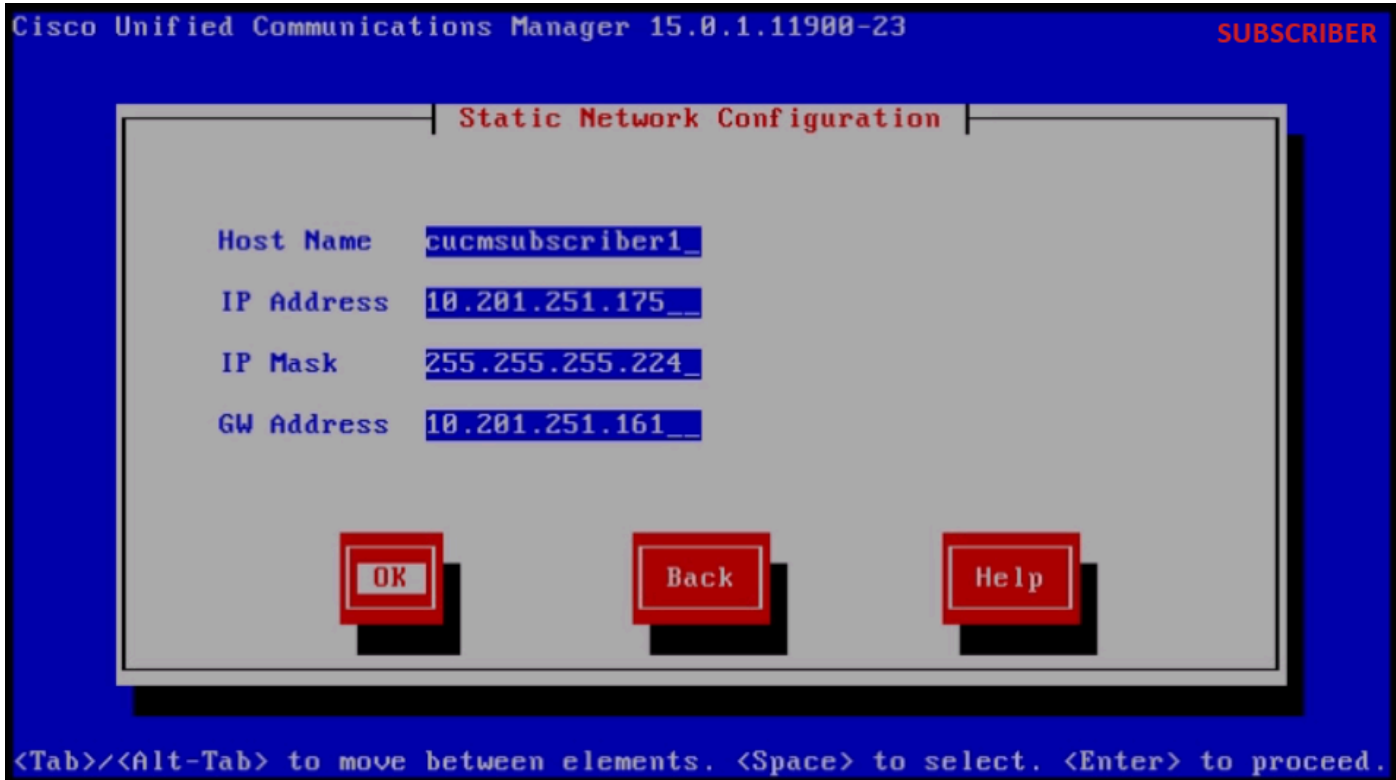 Cisco Unified Communications Manager 15.0.1.11900-23
SUBSCRIBER
Static Network Configuration
Host Name cucmsubscriber1_
IP Address 10.201.251.175__
IP Mask 255.255.255.224_
GW Address 10.201.251.161__
OK Back Help
<Tab>/<Alt-Tab> to move between elements. <Space> to select. <Enter> to proceed.